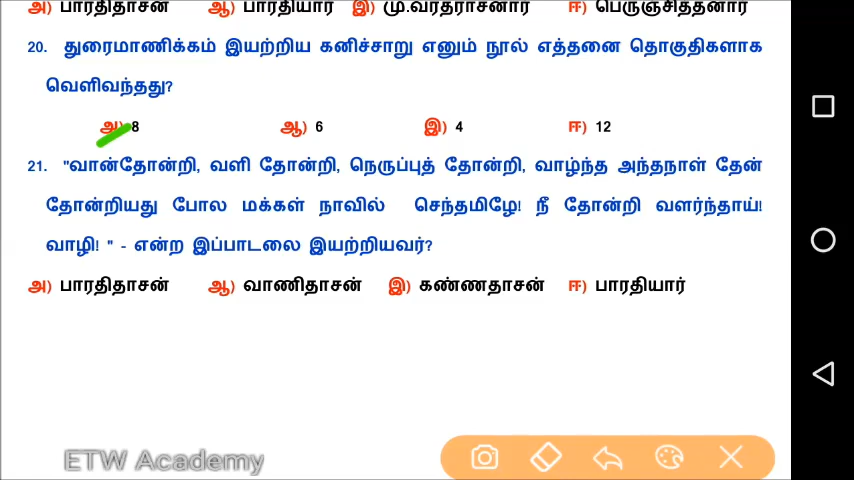 அ) பாரதிதாசன் ஆ) பாரதியார் இ) மு.வரதராசனார் ஈ) பெருஞ்சித்தனார்
20. துரைமாணிக்கம் இயற்றிய கனிச்சாறு எனும் நூல் எத்தனை தொகுதிகளாக
வெளிவந்தது?
அ) 8 ஆ) 6 இ) 4 ஈ) 12
21. "வான்தோன்றி, வளி தோன்றி, நெருப்புத் தோன்றி, வாழ்ந்த அந்தநாள் தேன்
தோன்றியது போல மக்கள் நாவில் செந்தமிழே! நீ தோன்றி வளர்ந்தாய்!
வாழி! " - என்ற இப்பாடலை இயற்றியவர்?
அ) பாரதிதாசன் ஆ) வாணிதாசன் இ) கண்ணதாசன் ஈ) பாரதியார்
ETW Academy